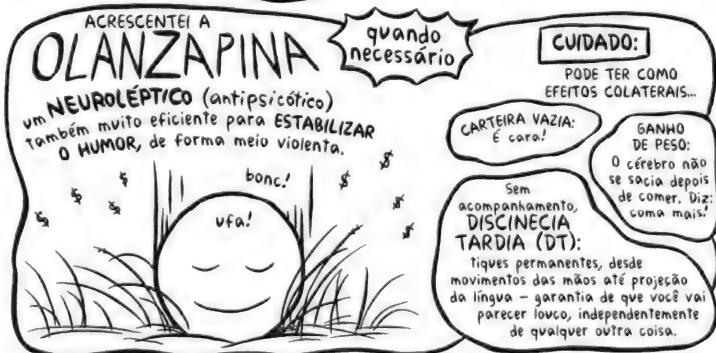 ACRESCENTEI A
OLANZAPINA
quando
necessário
um NEUROLÉPTICO (antipsicótico)
também muito eficiente para ESTABILIZAR
O HUMOR, de forma meio violenta.
bonc!
ufa!
$ $ $ $ $ $ $
CUIDADO:
PODE TER COMO
EFEITOS COLATERAIS...
CARTEIRA VAZIA:
É cara!
GANHO
DE PESO:
O cérebro não
se sacia depois
de comer. Diz:
coma mais!
Sem
acompanhamento,
DISCINECIA
TARDIA (DT):
tiques permanentes, desde
movimentos das mãos até projeção
da língua – garantia de que você vai
parecer louco, independentemente
de qualquer outra coisa.